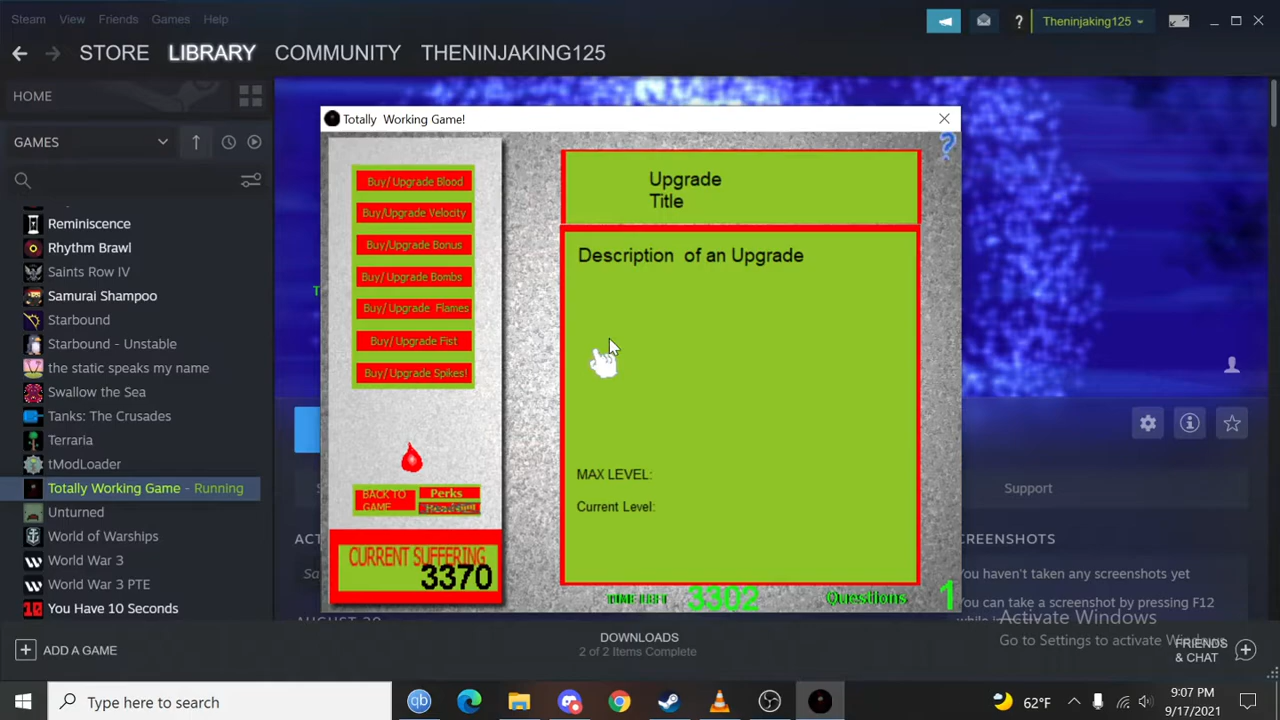 Steam View Friends Games Help
Theninjaking125
STORE LIBRARY COMMUNITY THENINJAKING125
HOME
GAMES
Reminiscence
Rhythm Brawl
Saints Row IV
Samurai Shampoo
Starbound
Starbound - Unstable
the static speaks my name
Swallow the Sea
Tanks: The Crusades
Terraria
tModLoader
Totally Working Game - Running
Unturned
World of Warships
World War 3
World War 3 PTE
You Have 10 Seconds
Totally Working Game!
Buy/ Upgrade Blood
Buy/Upgrade Velocity
Buy/Upgrade Bonus
Buy/ Upgrade Bombs
Buy/ Upgrade Flames
Buy/ Upgrade Fist
Buy/ Upgrade Spikes!
BACK TO
GAME
Perks
CURRENT SUFFERING
3370
?
Upgrade
Title
Description of an Upgrade
MAX LEVEL:
Current Level:
TIME LEFT 3302 Questions 1
Support
SCREENSHOTS
You haven't taken any screenshots yet
You can take a screenshot by pressing F12
Activate Windows
Go to Settings to activate Windows.
ADD A GAME
DOWNLOADS
2 of 2 Items Complete
FRIENDS
& CHAT
Type here to search
62°F
9:07 PM
9/17/2021